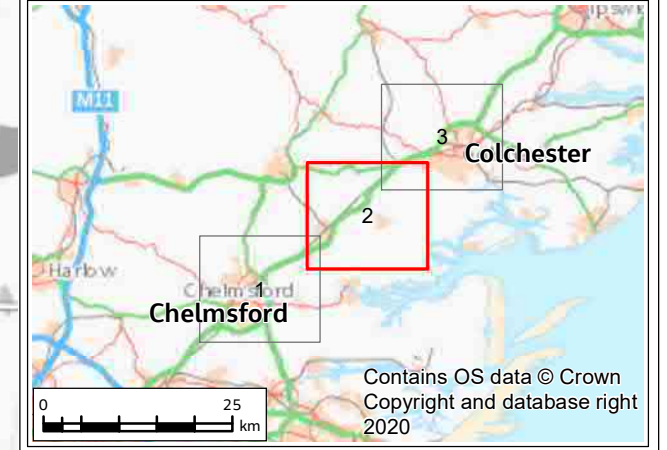 M11
3
Colchester
2
Harlow
Chelmsford
1
Chelmsford
Contains OS data © Crown
Copyright and database right
2020
0 25
km